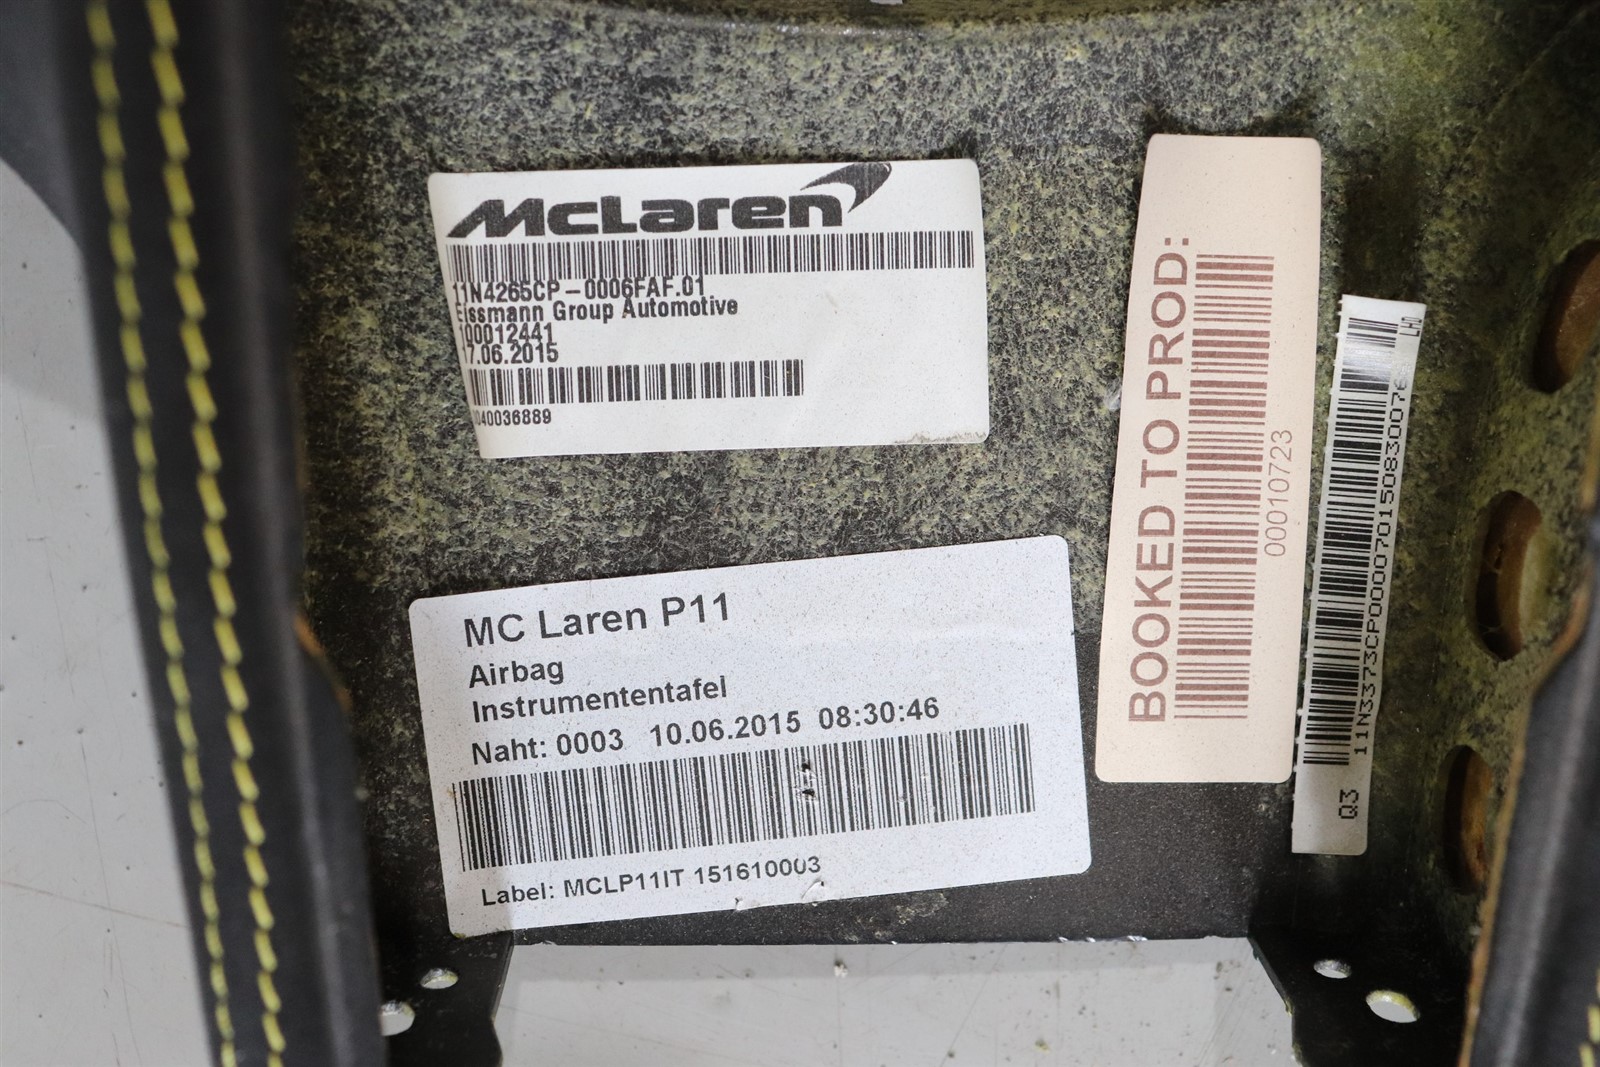 McLaren
11N4265CP-0006FAF.01
Eissmann Group Automotive
100012441
17.06.2015
040036889
MC Laren P11
Airbag
Instrumententafel
Naht: 0003 10.06.2015 08:30:46
Label: MCLP11IT 151610003
BOOKED TO PROD:
00010723
LHD
Q3 11N3373CP000070150830076